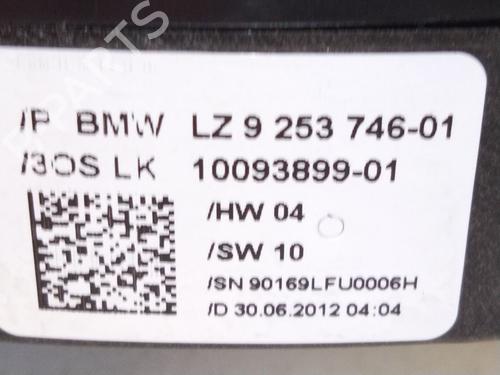 /P BMW LZ 9 253 746-01
/3OS LK 10093899-01
/HW 04
/SW 10
/SN 90169LFU0006H
/D 30.06.2012 04:04